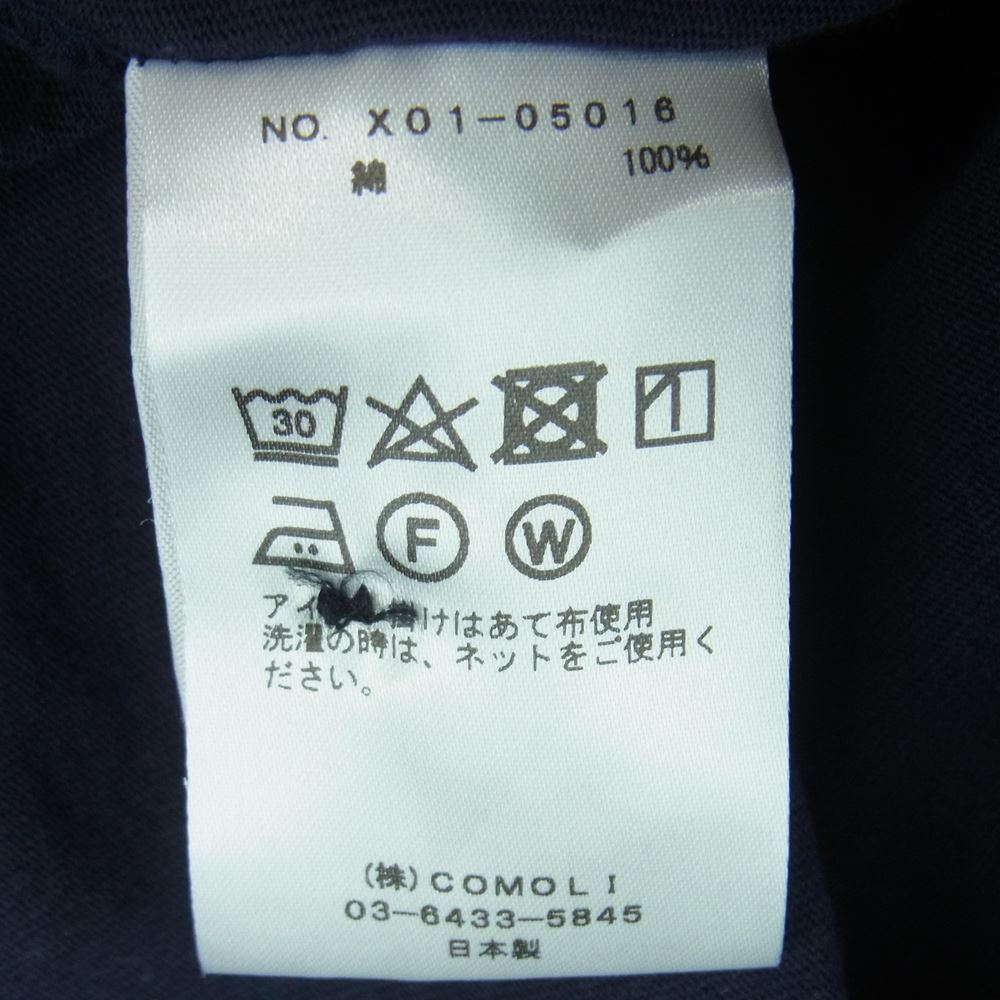 NO. X01-05016
綿 100%
30
F W
アイ 掛けはあて布使用
洗濯の時は、ネットをご使用く
ださい。
(株)COMOLI
03-6433-5845
日本製